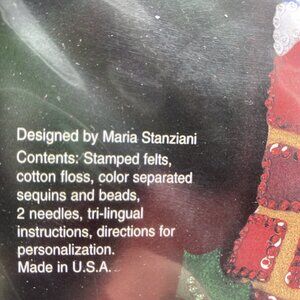 Designed by Maria Stanziani
Contents: Stamped felts,
cotton floss, color separated
sequins and beads,
2 needles, tri-lingual
instructions, directions for
personalization.
Made in U.S.A.